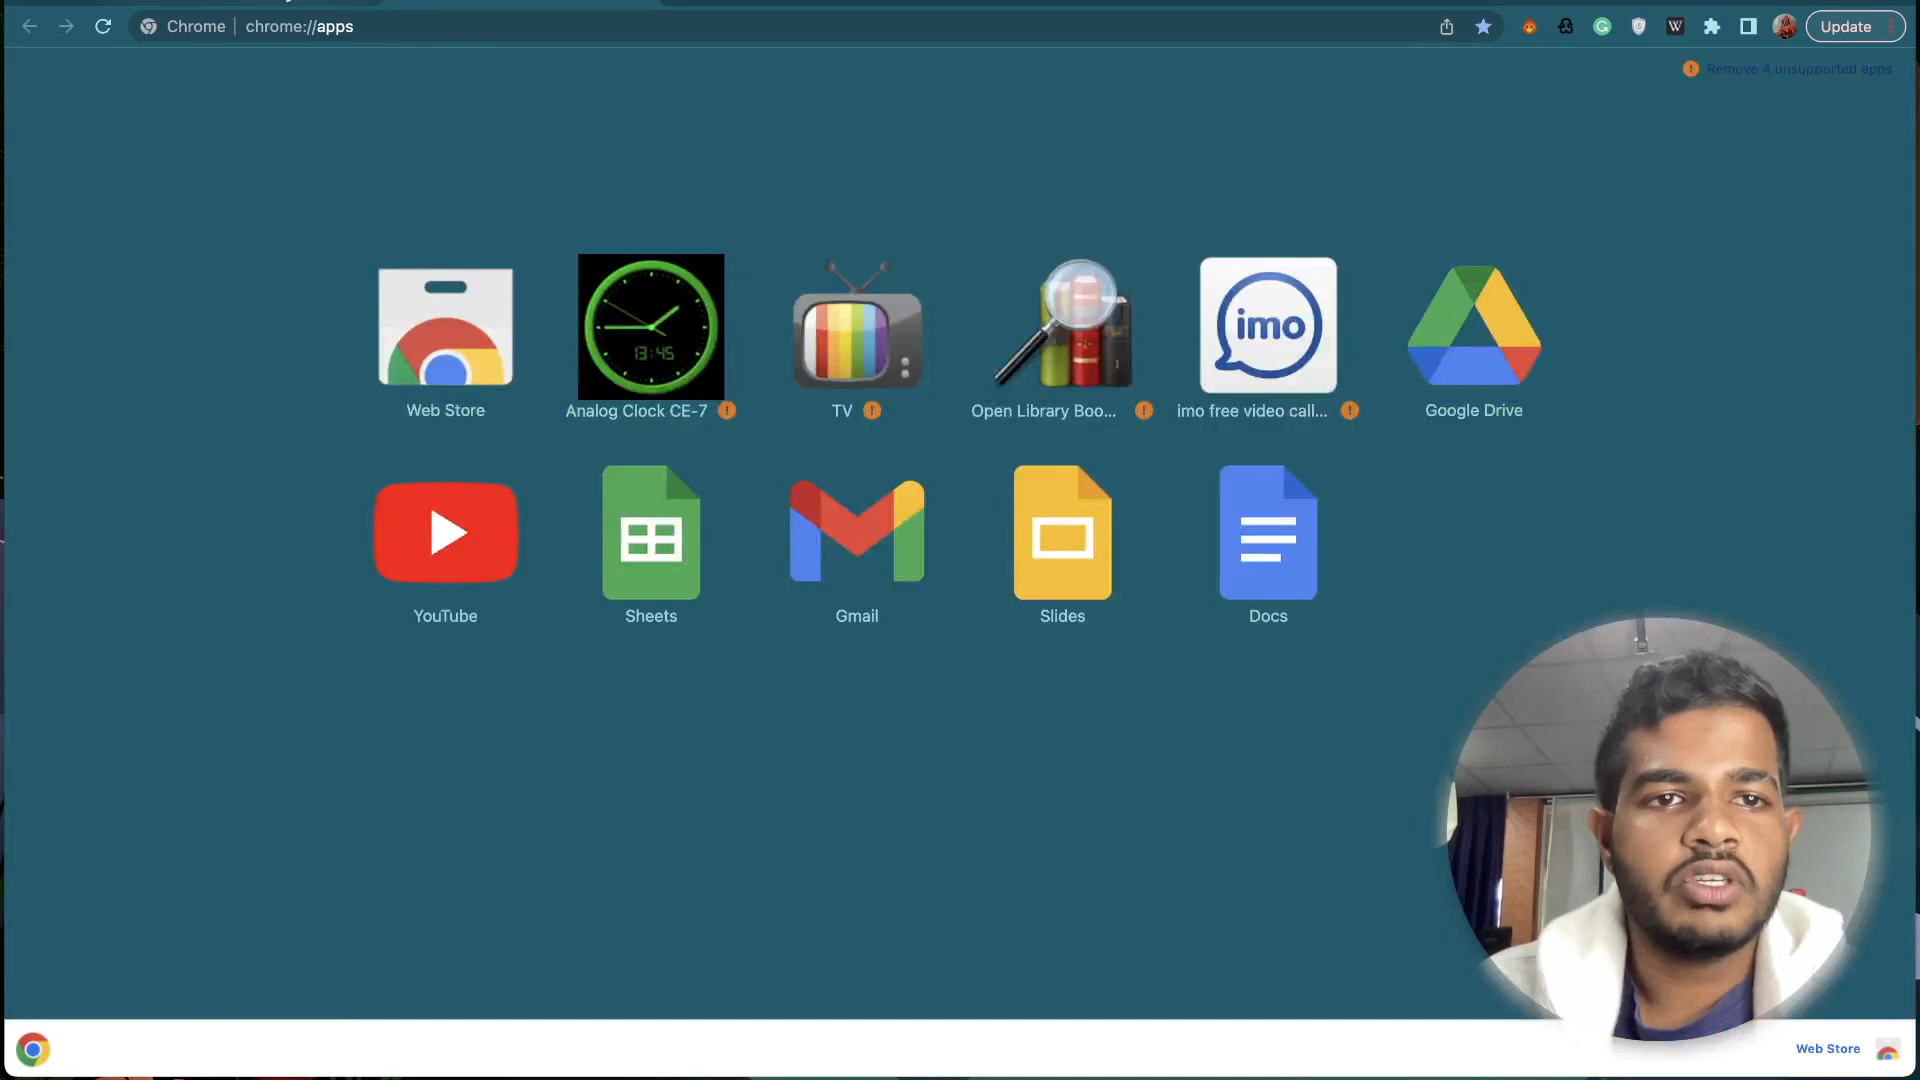 Chrome | chrome://apps
Update
Remove 4 unsupported apps
13:45
imo
Web Store
Analog Clock CE-7
TV
Open Library Boo...
imo free video call...
Google Drive
YouTube
Sheets
Gmail
Slides
Docs
Web Store